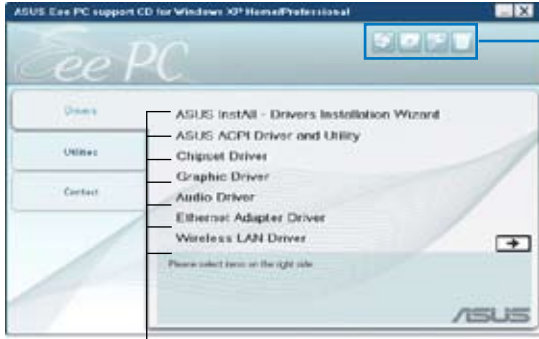 ASUS Eee PC support CD for Windows XP Home/Professional
Eee PC
Drivers
Utilities
Contact
ASUS InstAll - Drivers Installation Wizard
ASUS ACPI Driver and Utility
Chipset Driver
Graphic Driver
Audio Driver
Ethernet Adapter Driver
Wireless LAN Driver
Please select items on the right side
ASUS